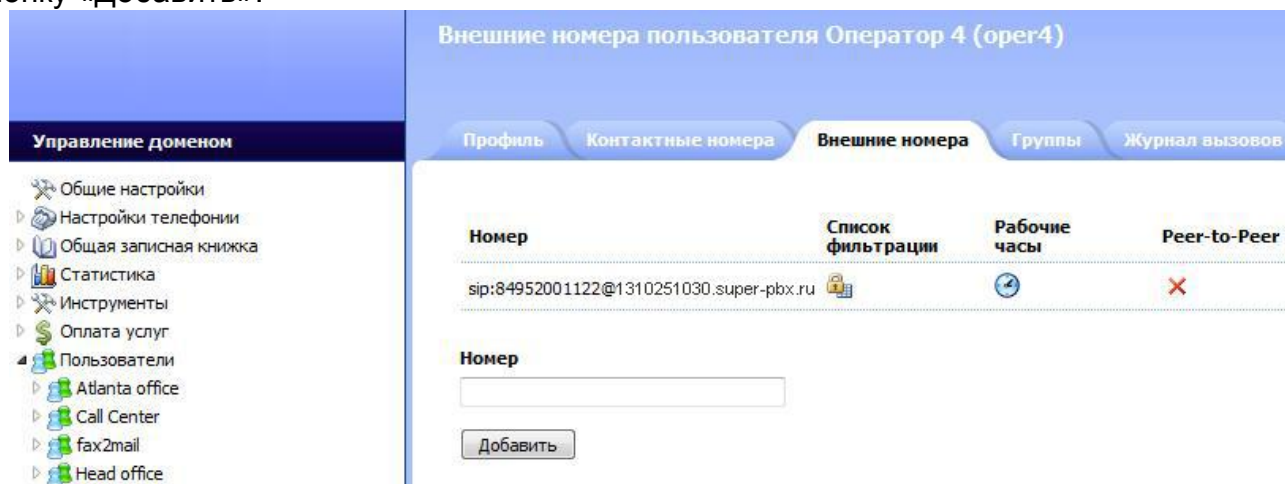 «Добавить».
Внешние номера пользователя Оператор 4 (oper4)
Управление доменом
Профиль Контактные номера Внешние номера Группы Журнал вызовов
Общие настройки
Настройки телефонии
Общая записная книжка
Статистика
Инструменты
Оплата услуг
Пользователи
Atlanta office
Call Center
fax2mail
Head office
Номер Список фильтрации Рабочие часы Peer-to-Peer
sip:84952001122@1310251030.super-pbx.ru
Номер
Добавить